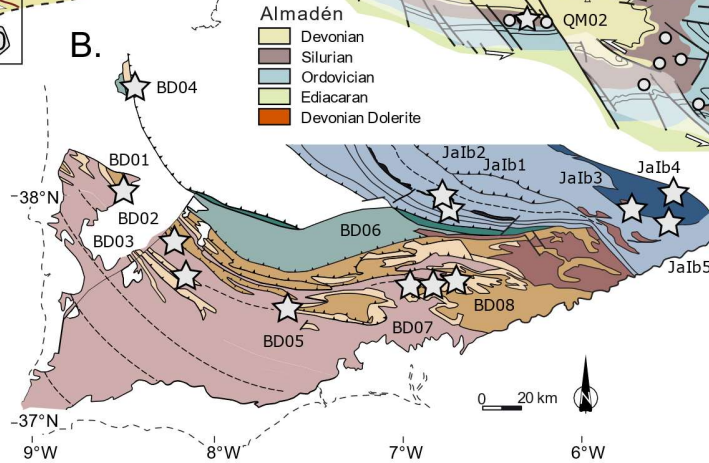 Almadén
Devonian
Silurian
Ordovician
Ediacaran
Devonian Dolerite
QM02
B.
BD04
BD01
BD02
BD03
38°N
JaIb2
JaIb1
JaIb3
JaIb4
BD06
JaIb5
BD08
BD05
BD07
0 20 km
37°N
9°W 8°W 7°W 6°W